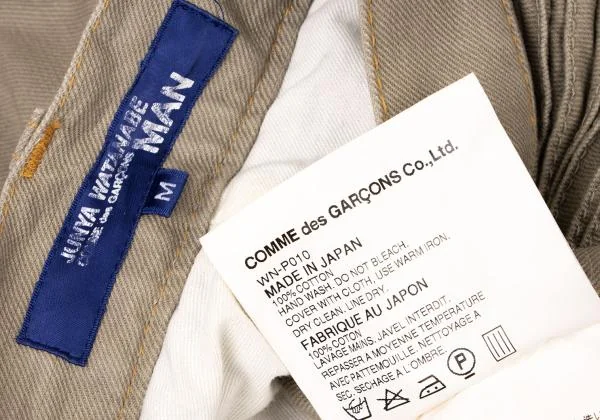 JUNYA WATANABE
COMME des GARÇONS
MAN
M
COMME des GARÇONS Co.,Ltd.
WN-P010
MADE IN JAPAN
100% COTTON
HAND WASH. DO NOT BLEACH.
COVER WITH CLOTH, USE WARM IRON.
DRY CLEAN. LINE DRY.
FABRIQUE AU JAPON
100% COTON
LAVAGE MAINS. JAVEL INTERDIT.
REPASSER A MOYENNE TEMPERATURE
AVEC PATTEMOUILLE. NETTOYAGE A
SEC. SECHAGE A L'OMBRE.
P